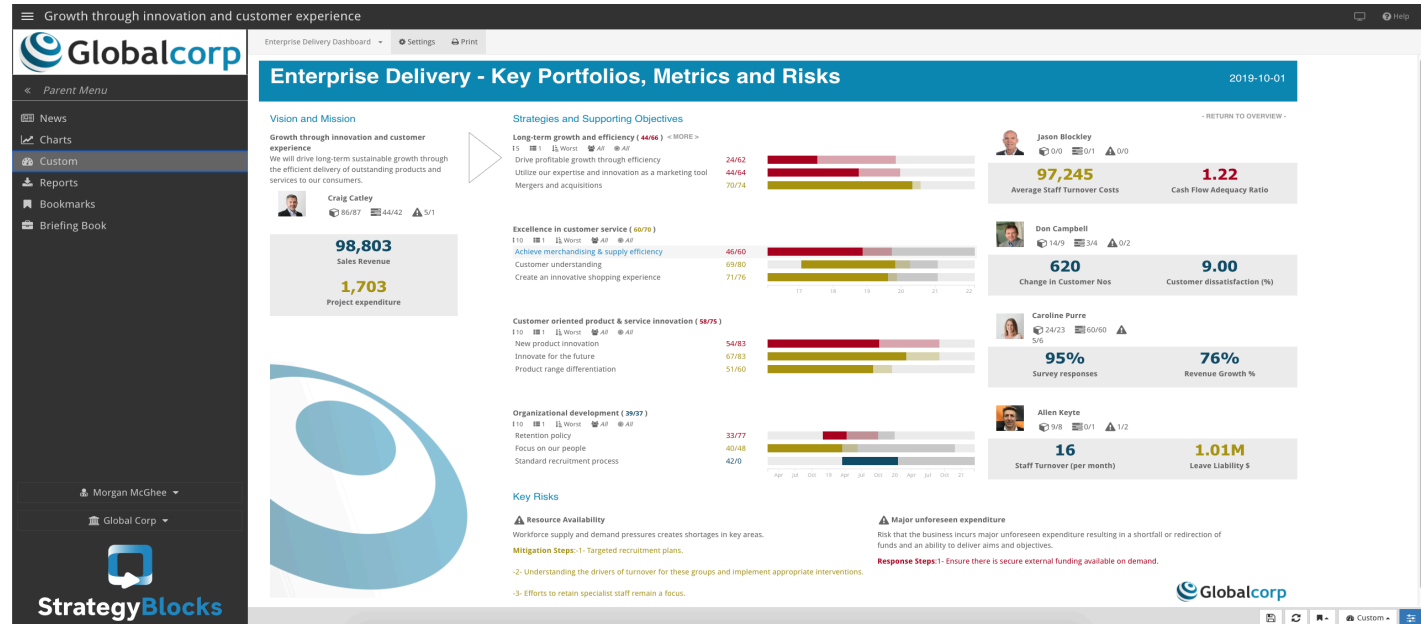 Growth through innovation and customer experience
Help
Globalcorp
Enterprise Delivery Dashboard
Settings
Print
« Parent Menu
News
Charts
Custom
Reports
Bookmarks
Briefing Book
Morgan McGhee
Global Corp
StrategyBlocks
Enterprise Delivery - Key Portfolios, Metrics and Risks
2019-10-01
Vision and Mission
Growth through innovation and customer
experience
We will drive long-term sustainable growth through
the efficient delivery of outstanding products and
services to our consumers.
Craig Catley
86/87 44/42 5/1
98,803
Sales Revenue
1,703
Project expenditure
Strategies and Supporting Objectives
- RETURN TO OVERVIEW -
Long-term growth and efficiency ( 44/66 ) < MORE >
5 1 Worst All All
Drive profitable growth through efficiency 24/62
Utilize our expertise and innovation as a marketing tool 44/64
Mergers and acquisitions 70/74
Jason Blockley
0/0 0/1 0/0
97,245 1.22
Average Staff Turnover Costs Cash Flow Adequacy Ratio
Excellence in customer service ( 60/70 )
10 1 Worst All All
Achieve merchandising & supply efficiency 46/60
Customer understanding 69/80
Create an innovative shopping experience 71/76
17 18 19 20 21 22
Don Campbell
14/9 3/4 0/2
620 9.00
Change in Customer Nos Customer dissatisfaction (%)
Customer oriented product & service innovation ( 58/75 )
10 1 Worst All All
New product innovation 54/83
Innovate for the future 67/83
Product range differentiation 51/60
Caroline Purre
24/23 60/60
5/6
95% 76%
Survey responses Revenue Growth %
Organizational development ( 39/37 )
10 1 Worst All All
Retention policy 33/77
Focus on our people 40/48
Standard recruitment process 42/0
Apr Jul Oct 19 Apr Jul Oct 20 Apr Jul Oct 21
Allen Keyte
9/8 0/1 1/2
16 1.01M
Staff Turnover (per month) Leave Liability $
Key Risks
Resource Availability
Workforce supply and demand pressures creates shortages in key areas.
Mitigation Steps:-1- Targeted recruitment plans.
-2- Understanding the drivers of turnover for these groups and implement appropriate interventions.
-3- Efforts to retain specialist staff remain a focus.
Major unforeseen expenditure
Risk that the business incurs major unforeseen expenditure resulting in a shortfall or redirection of
funds and an ability to deliver aims and objectives.
Response Steps:1- Ensure there is secure external funding available on demand.
Globalcorp
Custom